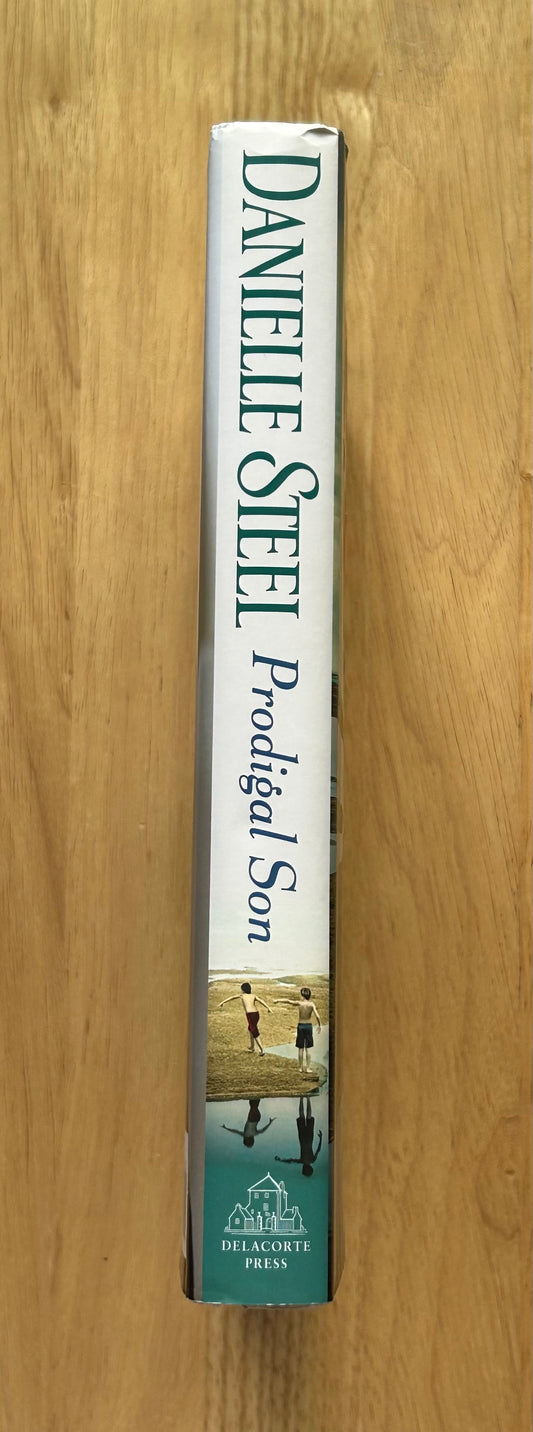 DANIELLE STEEL
Prodigal Son
DELACORTE
PRESS